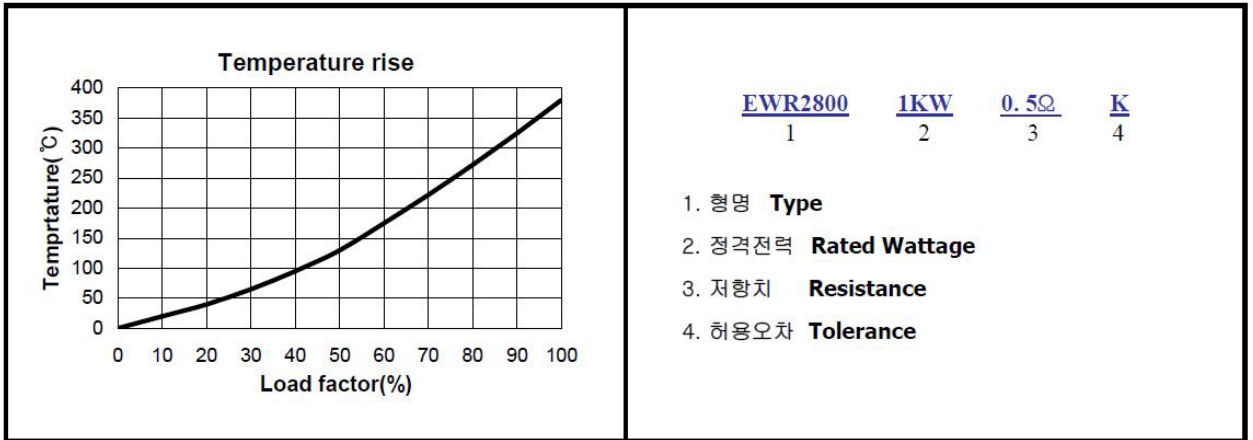 Temperature rise
400
350
300
250
200
150
100
50
0
Temprtature(℃)
0 10 20 30 40 50 60 70 80 90 100
Load factor(%)
EWR2800 1KW 0.5Ω K
1 2 3 4
1. 형명 Type
2. 정격전력 Rated Wattage
3. 저항치 Resistance
4. 허용오차 Tolerance